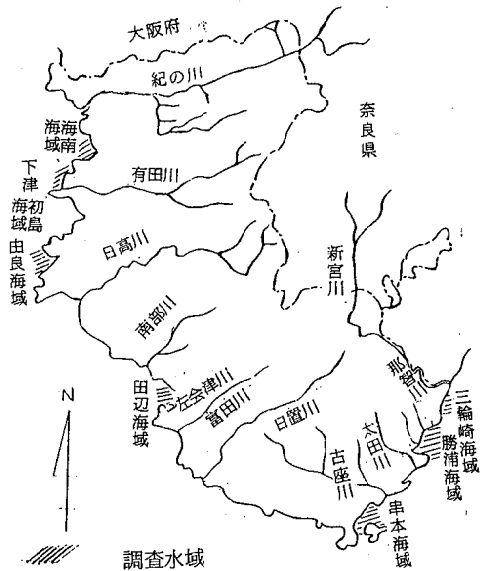 大阪府
紀の川
奈良県
海南
海域
有田川
下津
初島
海域
日高川
由良海域
新宮川
南部川
那智川
左会津川
富田川
田辺海域
日置川
太田川
古座川
三輪崎海域
勝浦海域
串本海域
N
調査水域